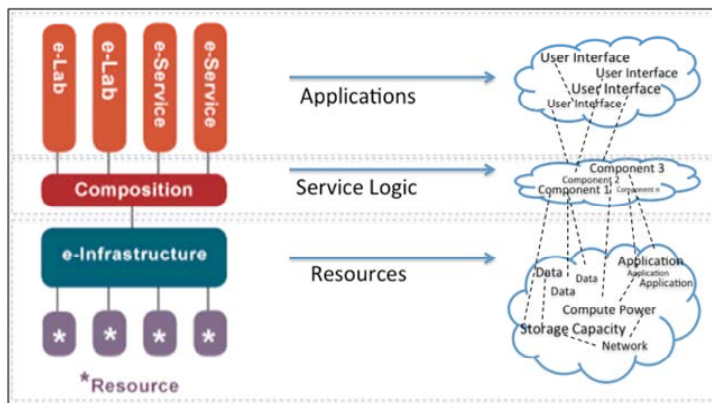 e-Lab
e-Lab
e-Service
e-Service
Composition
e-Infrastructure
*
*
*
*
*Resource
Applications
Service Logic
Resources
User Interface
User Interface
User Interface
User Interface
Component 3
Component 2
Component 1
Component n
Application
Data
Data
Application
Data
Application
Compute Power
Storage Capacity
Network